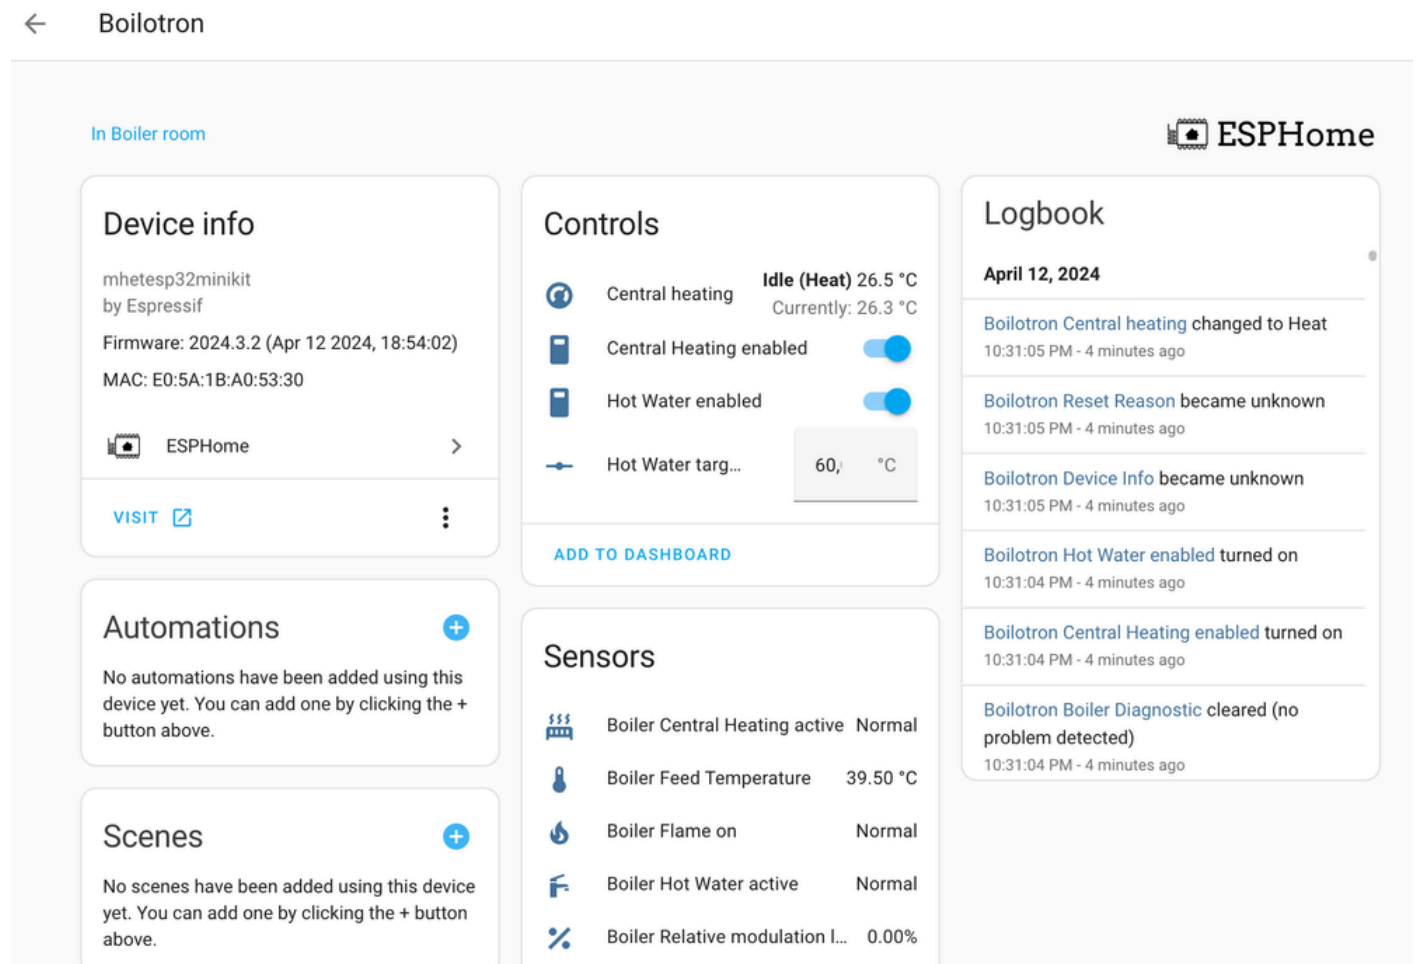 Boilotron
In Boiler room
ESPHome
Device info
mhetesp32minikit
by Espressif
Firmware: 2024.3.2 (Apr 12 2024, 18:54:02)
MAC: E0:5A:1B:A0:53:30
ESPHome
VISIT
Automations
No automations have been added using this
device yet. You can add one by clicking the +
button above.
Scenes
No scenes have been added using this device
yet. You can add one by clicking the + button
above.
Controls
Central heating Idle (Heat) 26.5 °C
Currently: 26.3 °C
Central Heating enabled
Hot Water enabled
Hot Water targ... 60, °C
ADD TO DASHBOARD
Sensors
Boiler Central Heating active Normal
Boiler Feed Temperature 39.50 °C
Boiler Flame on Normal
Boiler Hot Water active Normal
Boiler Relative modulation l... 0.00%
Logbook
April 12, 2024
Boilotron Central heating changed to Heat
10:31:05 PM - 4 minutes ago
Boilotron Reset Reason became unknown
10:31:05 PM - 4 minutes ago
Boilotron Device Info became unknown
10:31:05 PM - 4 minutes ago
Boilotron Hot Water enabled turned on
10:31:04 PM - 4 minutes ago
Boilotron Central Heating enabled turned on
10:31:04 PM - 4 minutes ago
Boilotron Boiler Diagnostic cleared (no
problem detected)
10:31:04 PM - 4 minutes ago